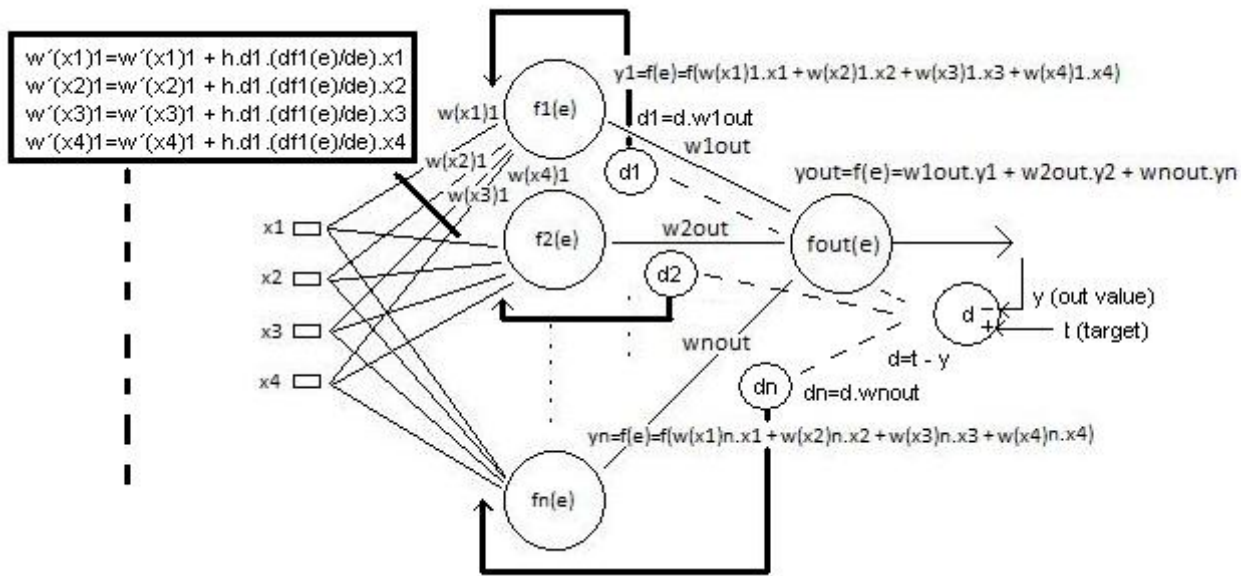 w´(x1)1=w´(x1)1 + h.d1.(df1(e)/de).x1
w´(x2)1=w´(x2)1 + h.d1.(df1(e)/de).x2
w´(x3)1=w´(x3)1 + h.d1.(df1(e)/de).x3
w´(x4)1=w´(x4)1 + h.d1.(df1(e)/de).x4
y1=f(e)=f(w(x1)1.x1 + w(x2)1.x2 + w(x3)1.x3 + w(x4)1.x4)
w(x1)1
f1(e)
d1=d.w1out
w1out
w(x2)1
w(x4)1
d1
w(x3)1
yout=f(e)=w1out.y1 + w2out.y2 + wnout.yn
x1
f2(e)
w2out
fout(e)
x2
d2
y (out value)
d
−
+
t (target)
x3
wnout
d=t - y
x4
dn
dn=d.wnout
yn=f(e)=f(w(x1)n.x1 + w(x2)n.x2 + w(x3)n.x3 + w(x4)n.x4)
fn(e)